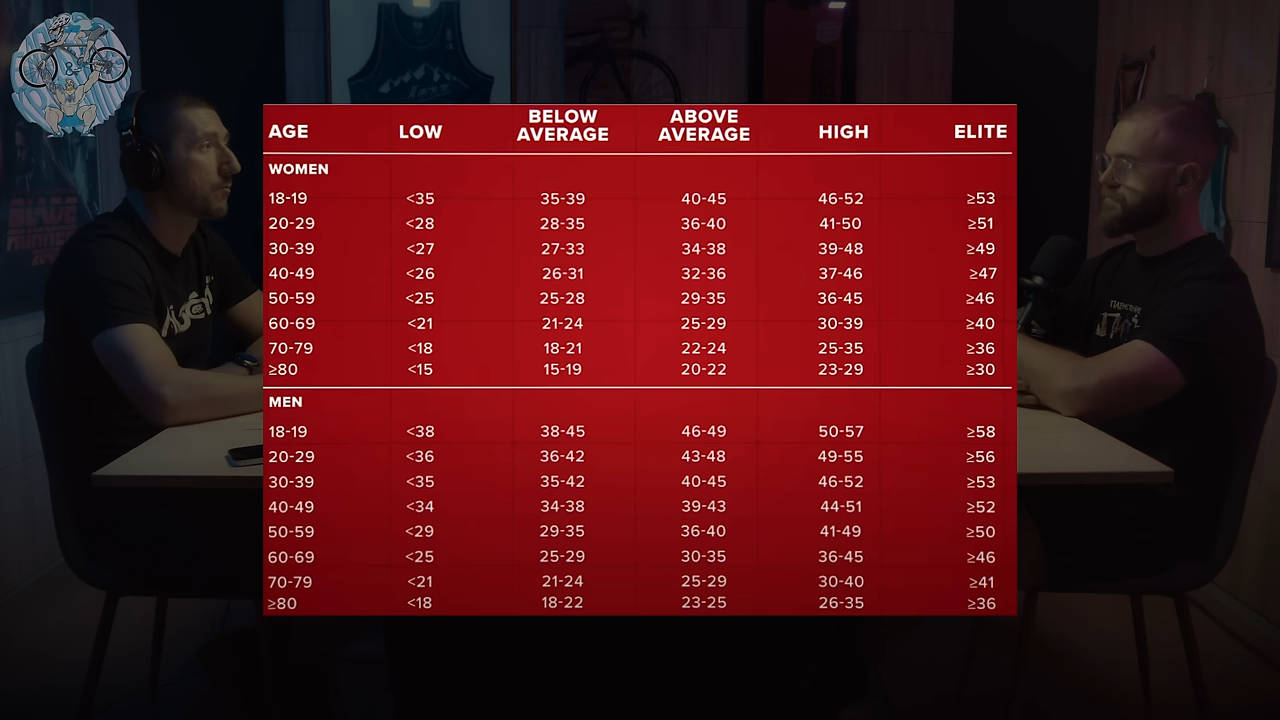 AGE LOW BELOW AVERAGE ABOVE AVERAGE HIGH ELITE
WOMEN
18-19 <35 35-39 40-45 46-52 ≥53
20-29 <28 28-35 36-40 41-50 ≥51
30-39 <27 27-33 34-38 39-48 ≥49
40-49 <26 26-31 32-36 37-46 ≥47
50-59 <25 25-28 29-35 36-45 ≥46
60-69 <21 21-24 25-29 30-39 ≥40
70-79 <18 18-21 22-24 25-35 ≥36
≥80 <15 15-19 20-22 23-29 ≥30
MEN
18-19 <38 38-45 46-49 50-57 ≥58
20-29 <36 36-42 43-48 49-55 ≥56
30-39 <35 35-42 40-45 46-52 ≥53
40-49 <34 34-38 39-43 44-51 ≥52
50-59 <29 29-35 36-40 41-49 ≥50
60-69 <25 25-29 30-35 36-45 ≥46
70-79 <21 21-24 25-29 30-40 ≥41
≥80 <18 18-22 23-25 26-35 ≥36